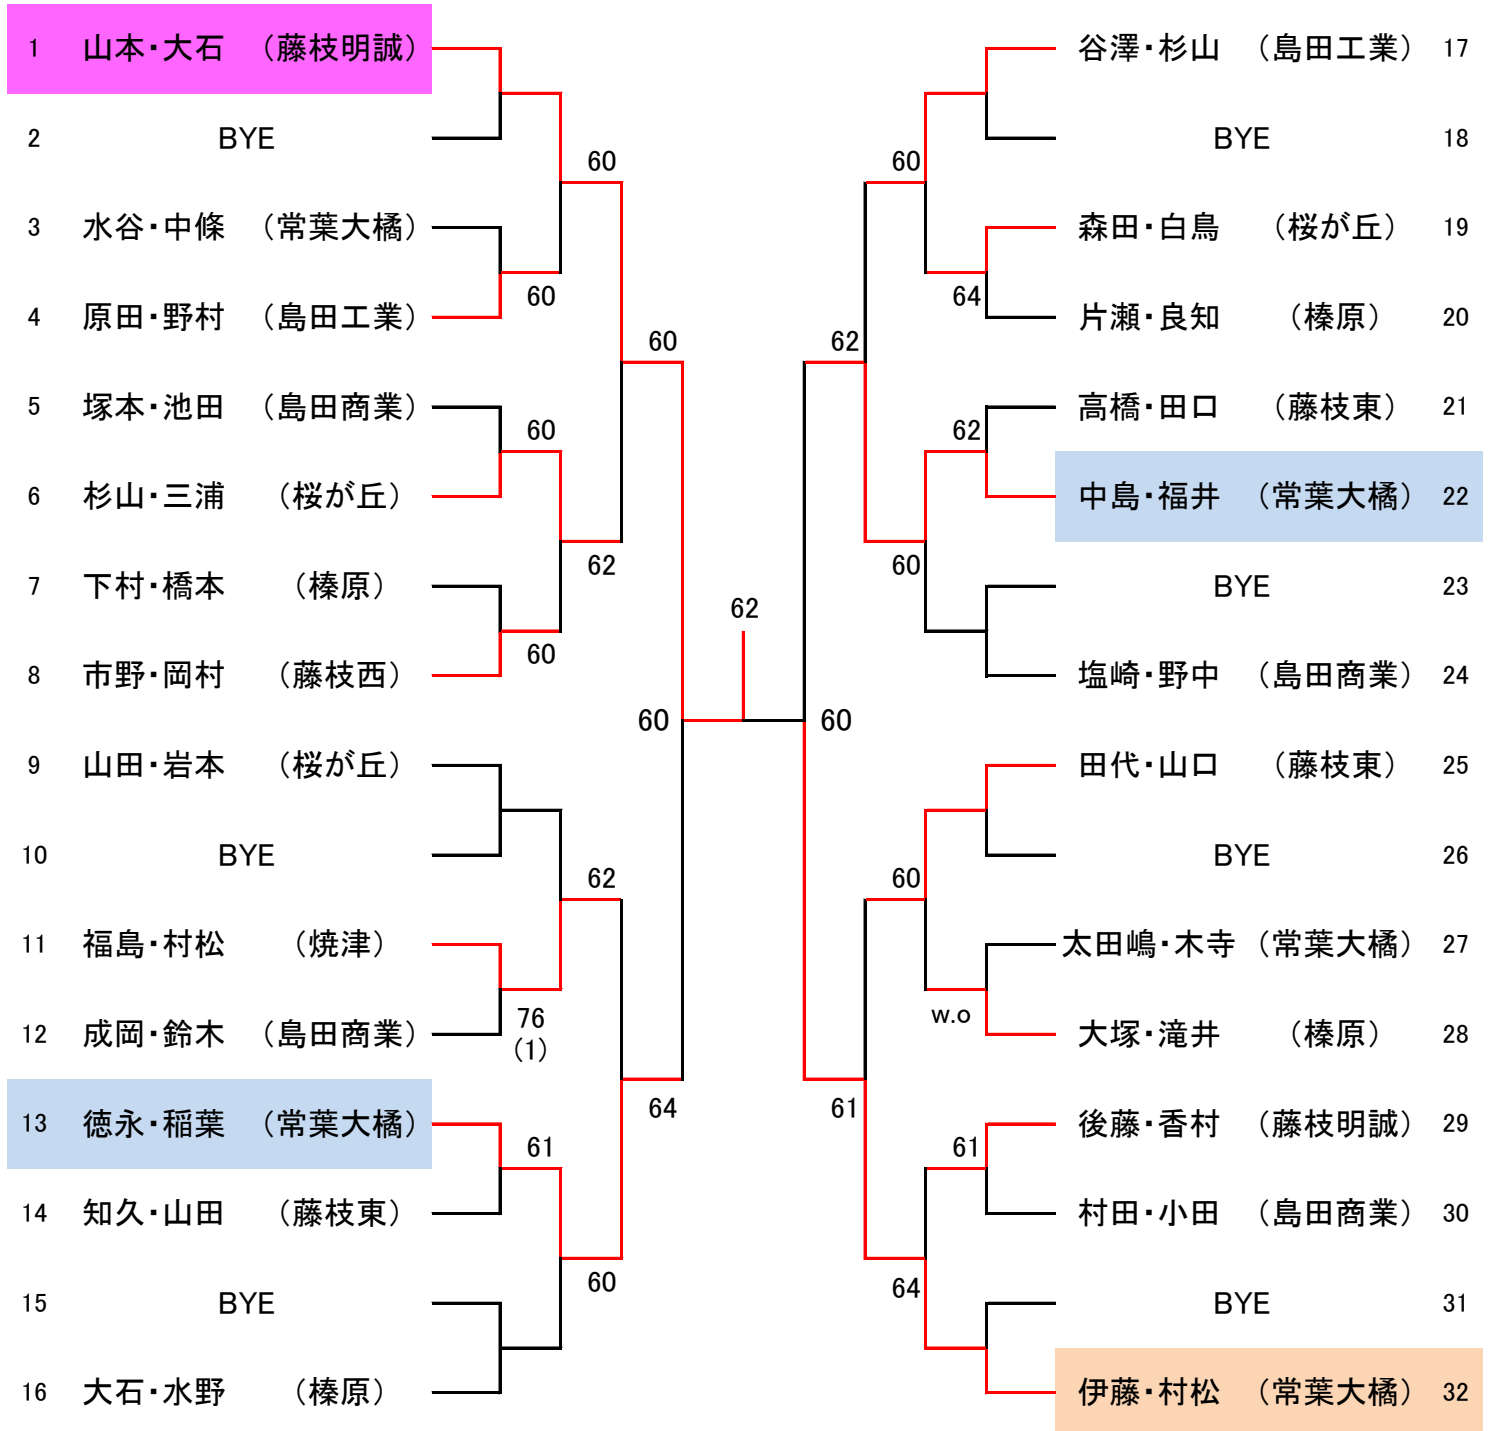 1 山本・大石 (藤枝明誠)
2 BYE
3 水谷・中條 (常葉大橘)
4 原田・野村 (島田工業)
5 塚本・池田 (島田商業)
6 杉山・三浦 (桜が丘)
7 下村・橋本 (榛原)
8 市野・岡村 (藤枝西)
9 山田・岩本 (桜が丘)
10 BYE
11 福島・村松 (焼津)
12 成岡・鈴木 (島田商業)
13 徳永・稲葉 (常葉大橘)
14 知久・山田 (藤枝東)
15 BYE
16 大石・水野 (榛原)
60
60
60
60
62
60
62
76
(1)
61
60
60
64
60
62
60
60
64
62
62
60
60
w.o
61
61
64
谷澤・杉山 (島田工業) 17
BYE 18
森田・白鳥 (桜が丘) 19
片瀬・良知 (榛原) 20
高橋・田口 (藤枝東) 21
中島・福井 (常葉大橘) 22
BYE 23
塩崎・野中 (島田商業) 24
田代・山口 (藤枝東) 25
BYE 26
太田嶋・木寺 (常葉大橘) 27
大塚・滝井 (榛原) 28
後藤・香村 (藤枝明誠) 29
村田・小田 (島田商業) 30
BYE 31
伊藤・村松 (常葉大橘) 32